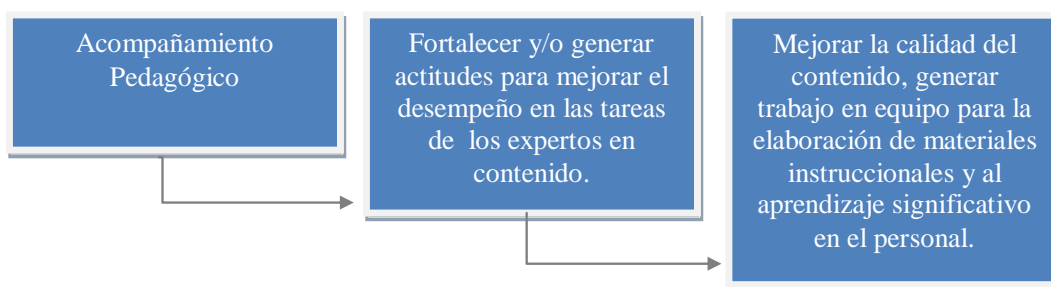 Acompañamiento
Pedagógico
Fortalecer y/o generar
actitudes para mejorar el
desempeño en las tareas
de los expertos en
contenido.
Mejorar la calidad del
contenido, generar
trabajo en equipo para la
elaboración de materiales
instruccionales y al
aprendizaje significativo
en el personal.